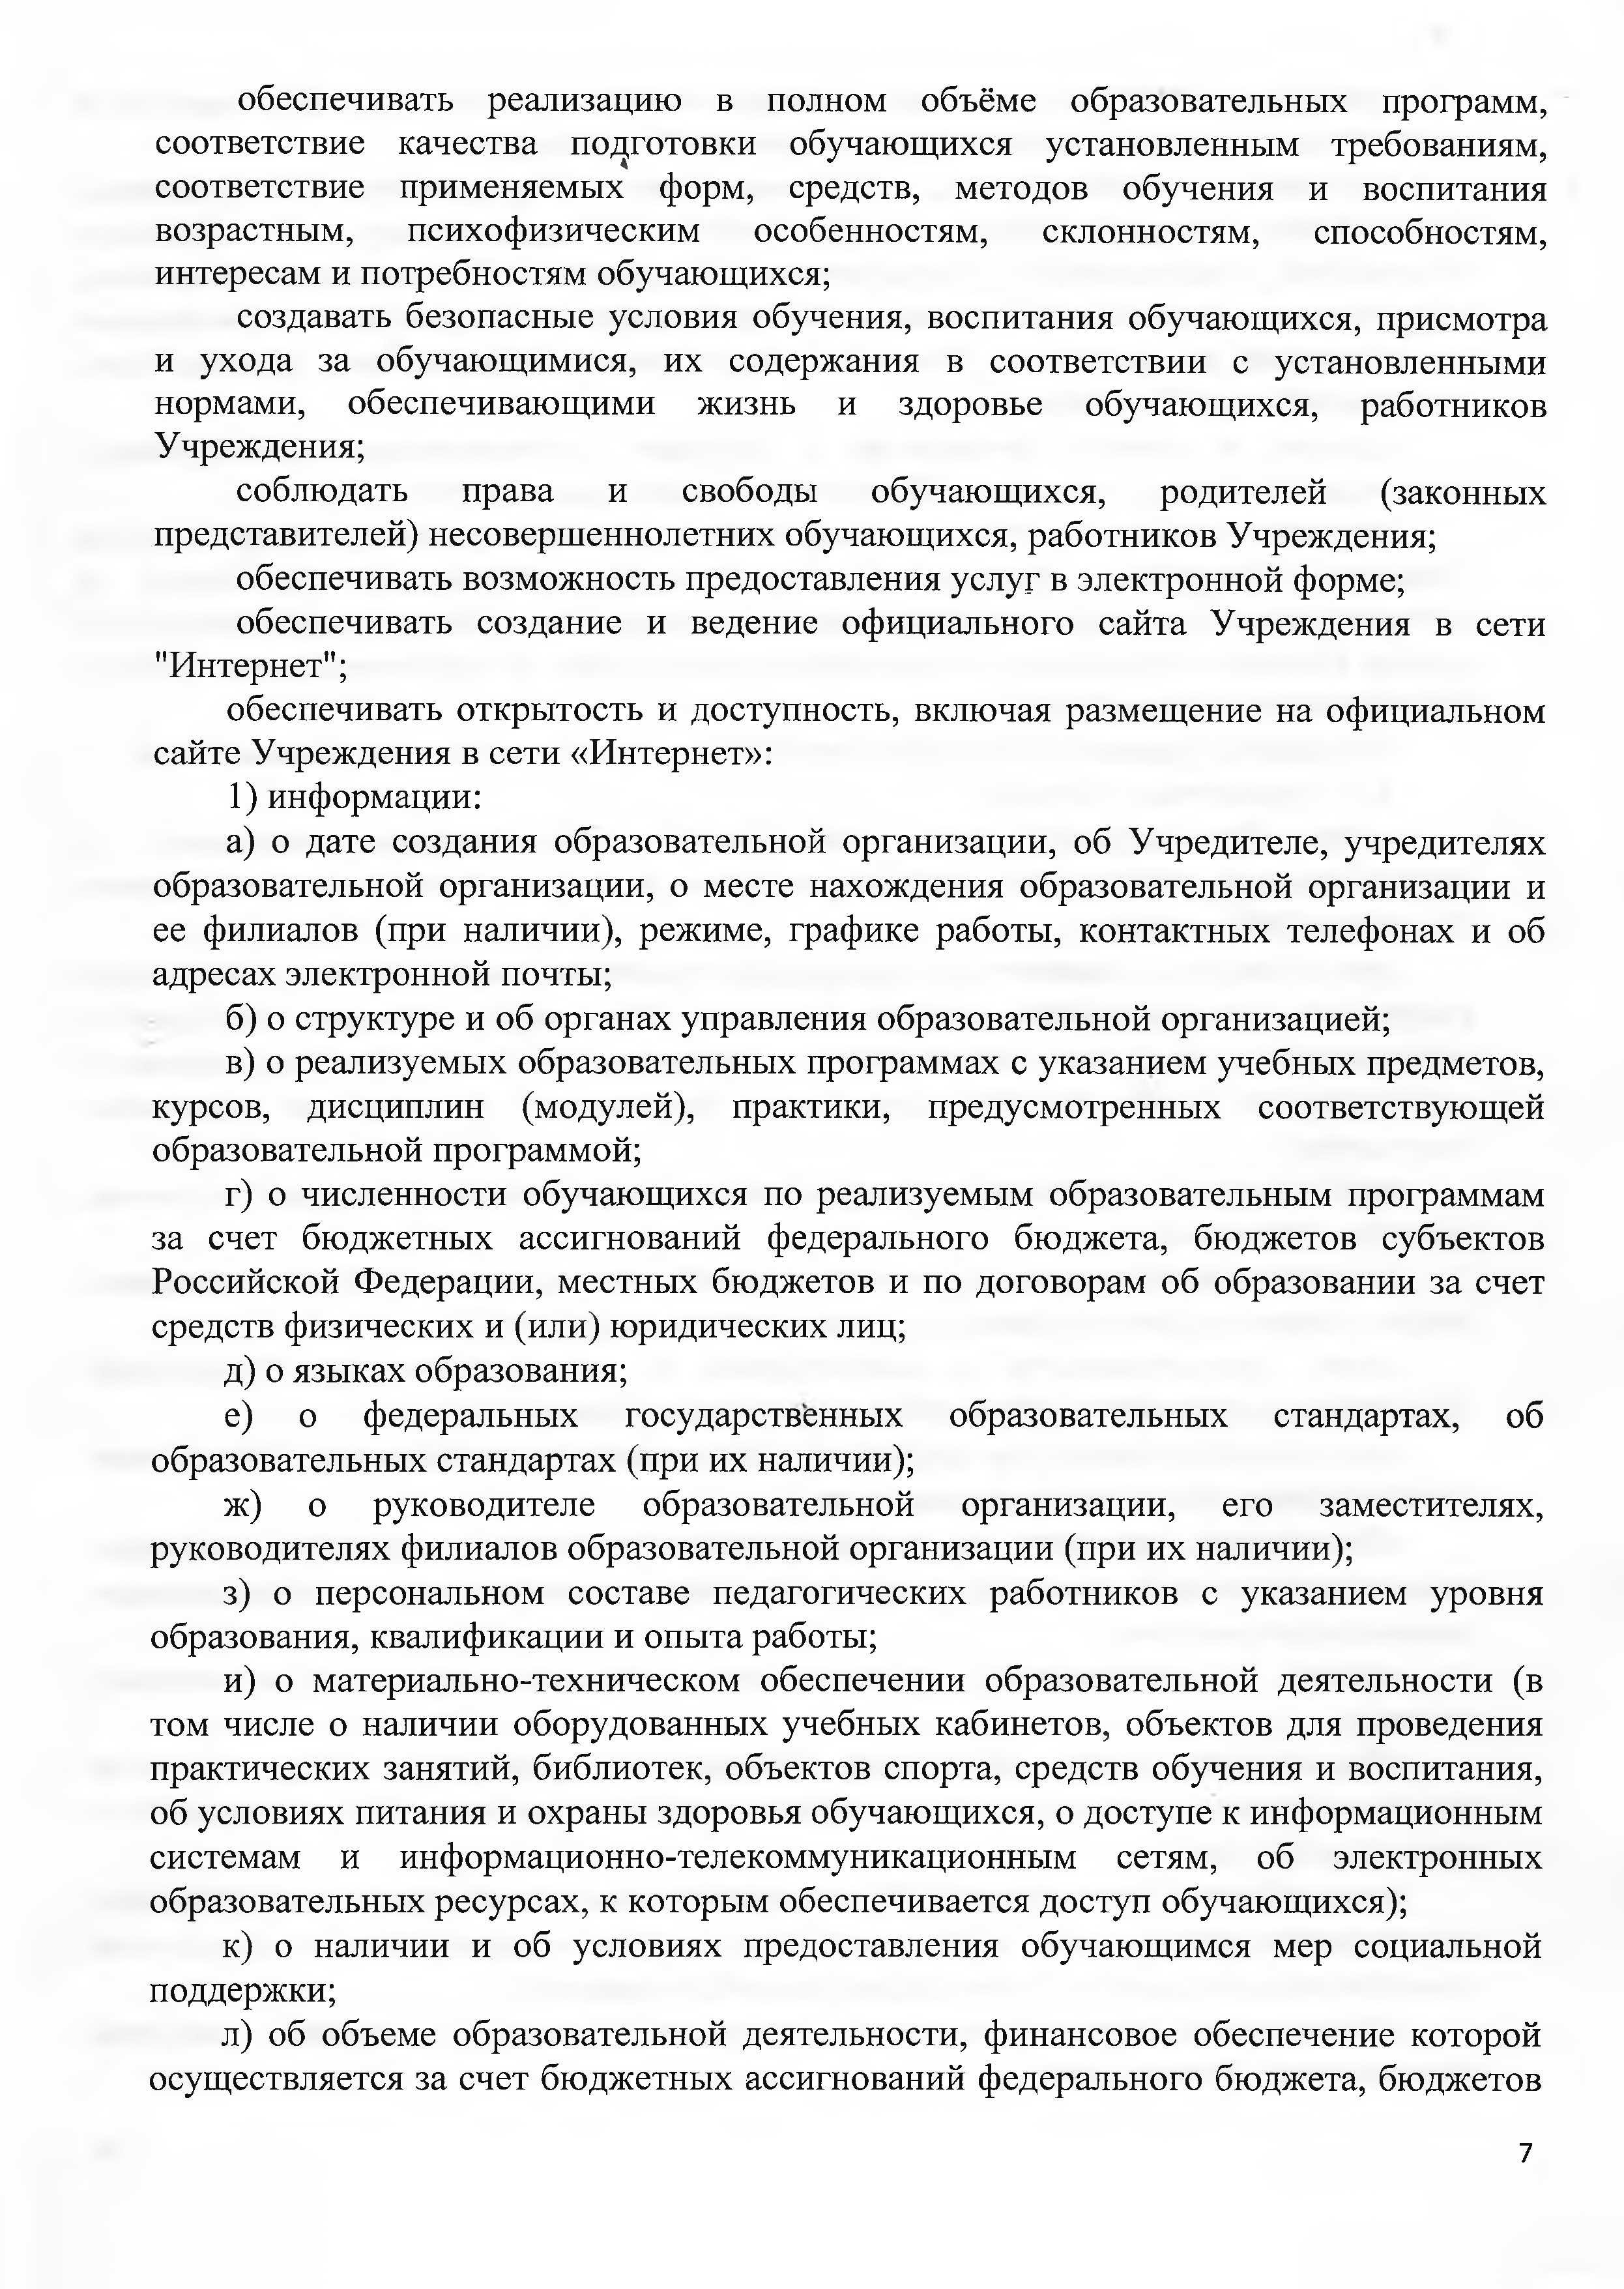 обеспечивать реализацию в полном объёме образовательных программ,
соответствие качества подготовки обучающихся установленным требованиям,
соответствие применяемых форм, средств, методов обучения и воспитания
возрастным, психофизическим особенностям, склонностям, способностям,
интересам и потребностям обучающихся;
создавать безопасные условия обучения, воспитания обучающихся, присмотра
и ухода за обучающимися, их содержания в соответствии с установленными
нормами, обеспечивающими жизнь и здоровье обучающихся, работников
Учреждения;
соблюдать права и свободы обучающихся, родителей (законных
представителей) несовершеннолетних обучающихся, работников Учреждения;
обеспечивать возможность предоставления услуг в электронной форме;
обеспечивать создание и ведение официального сайта Учреждения в сети
"Интернет";
обеспечивать открытость и доступность, включая размещение на официальном
сайте Учреждения в сети «Интернет»:
1) информации:
а) о дате создания образовательной организации, об Учредителе, учредителях
образовательной организации, о месте нахождения образовательной организации и
ее филиалов (при наличии), режиме, графике работы, контактных телефонах и об
адресах электронной почты;
б) о структуре и об органах управления образовательной организацией;
в) о реализуемых образовательных программах с указанием учебных предметов,
курсов, дисциплин (модулей), практики, предусмотренных соответствующей
образовательной программой;
г) о численности обучающихся по реализуемым образовательным программам
за счет бюджетных ассигнований федерального бюджета, бюджетов субъектов
Российской Федерации, местных бюджетов и по договорам об образовании за счет
средств физических и (или) юридических лиц;
д) о языках образования;
е) о федеральных государственных образовательных стандартах, об
образовательных стандартах (при их наличии);
ж) о руководителе образовательной организации, его заместителях,
руководителях филиалов образовательной организации (при их наличии);
з) о персональном составе педагогических работников с указанием уровня
образования, квалификации и опыта работы;
и) о материально-техническом обеспечении образовательной деятельности (в
том числе о наличии оборудованных учебных кабинетов, объектов для проведения
практических занятий, библиотек, объектов спорта, средств обучения и воспитания,
об условиях питания и охраны здоровья обучающихся, о доступе к информационным
системам и информационно-телекоммуникационным сетям, об электронных
образовательных ресурсах, к которым обеспечивается доступ обучающихся);
к) о наличии и об условиях предоставления обучающимся мер социальной
поддержки;
л) об объеме образовательной деятельности, финансовое обеспечение которой
осуществляется за счет бюджетных ассигнований федерального бюджета, бюджетов
7